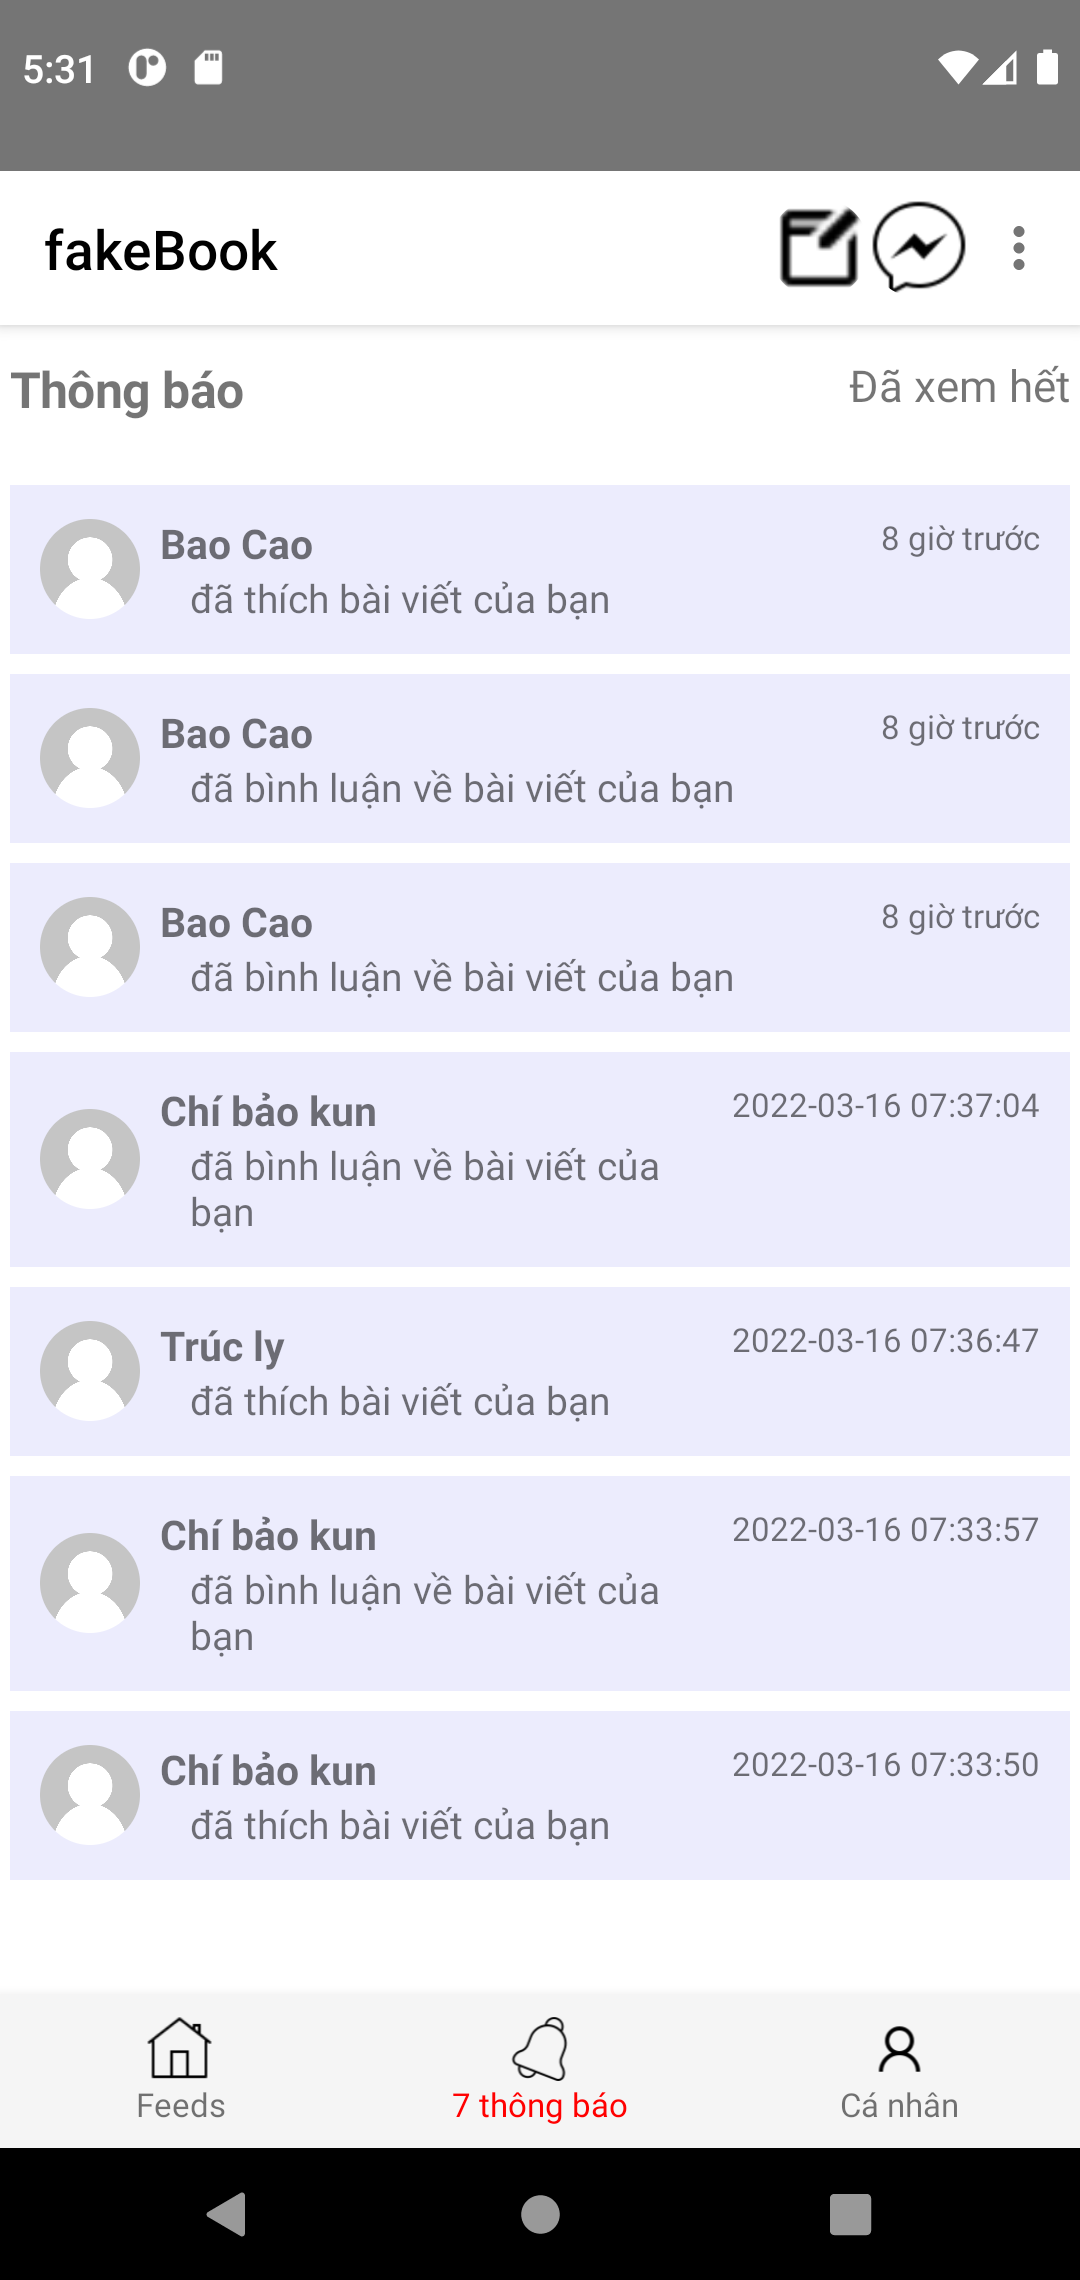 5:31
fakeBook
Thông báo
Đã xem hết
Bao Cao
8 giờ trước
đã thích bài viết của bạn
Bao Cao
8 giờ trước
đã bình luận về bài viết của bạn
Bao Cao
8 giờ trước
đã bình luận về bài viết của bạn
Chí bảo kun
2022-03-16 07:37:04
đã bình luận về bài viết của
bạn
Trúc ly
2022-03-16 07:36:47
đã thích bài viết của bạn
Chí bảo kun
2022-03-16 07:33:57
đã bình luận về bài viết của
bạn
Chí bảo kun
2022-03-16 07:33:50
đã thích bài viết của bạn
Feeds
7 thông báo
Cá nhân